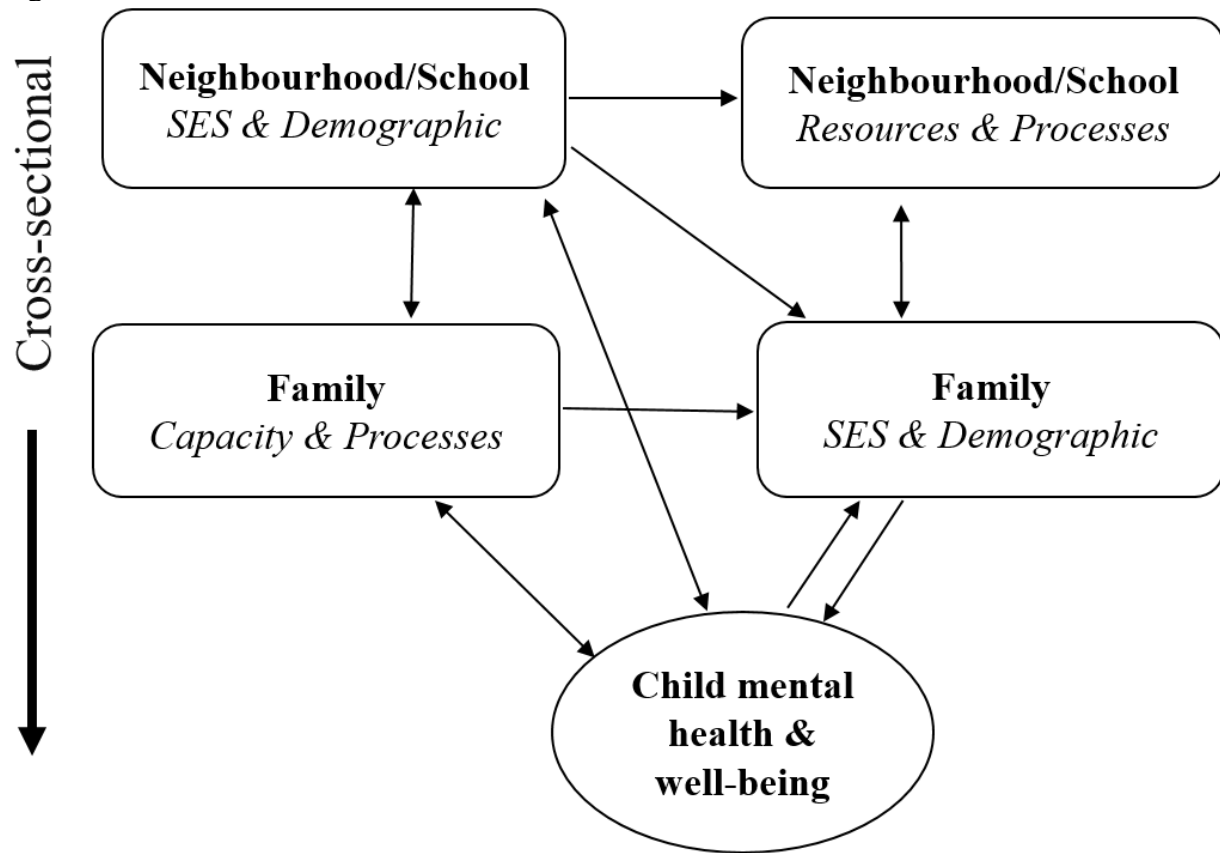 Cross-sectional
Neighbourhood/School
SES & Demographic
Neighbourhood/School
Resources & Processes
Family
Capacity & Processes
Family
SES & Demographic
Child mental
health &
well-being